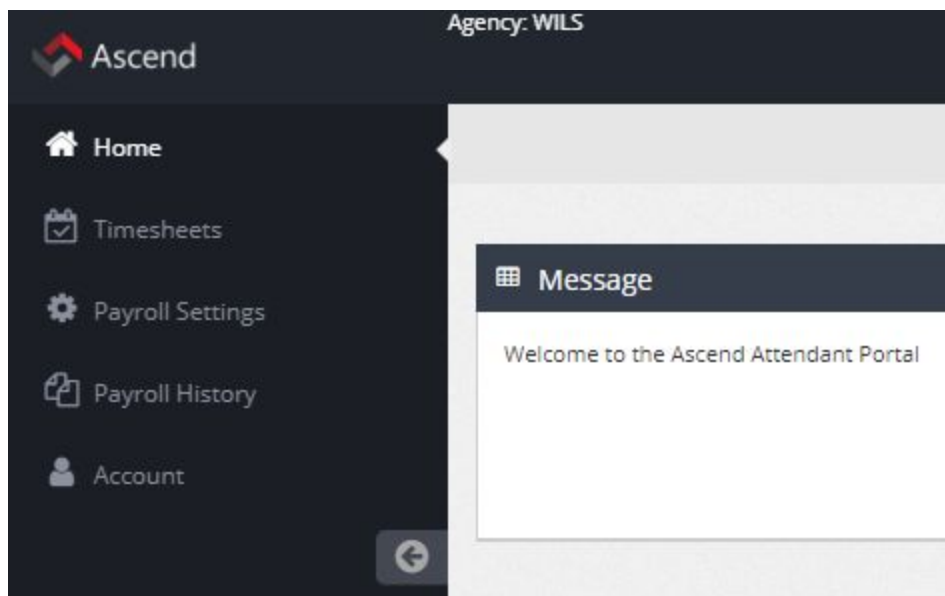 Agency: WILS
Ascend
Home
Timesheets
Payroll Settings
Payroll History
Account
Message
Welcome to the Ascend Attendant Portal